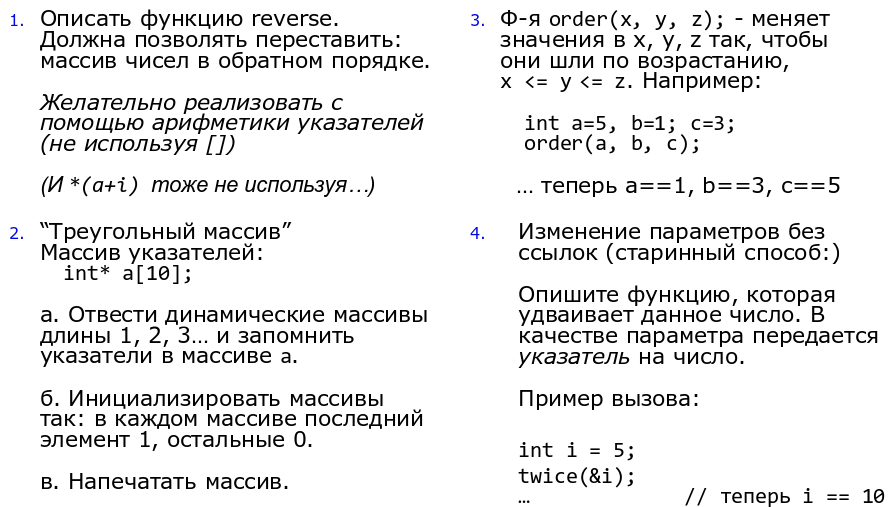 1. Описать функцию reverse.
Должна позволять переставить:
массив чисел в обратном порядке.
Желательно реализовать с
помощью арифметики указателей
(не используя [])
(И *(a+i) тоже не используя…)
2. “Треугольный массив”
Массив указателей:
int* a[10];
а. Отвести динамические массивы
длины 1, 2, 3… и запомнить
указатели в массиве a.
б. Инициализировать массивы
так: в каждом массиве последний
элемент 1, остальные 0.
в. Напечатать массив.
3. Ф-я order(x, y, z); - меняет
значения в x, y, z так, чтобы
они шли по возрастанию,
x <= y <= z. Например:
int a=5, b=1; c=3;
order(a, b, c);
… теперь a==1, b==3, c==5
4. Изменение параметров без
ссылок (старинный способ:)
Опишите функцию, которая
удваивает данное число. В
качестве параметра передается
указатель на число.
Пример вызова:
int i = 5;
twice(&i);
… // теперь i == 10